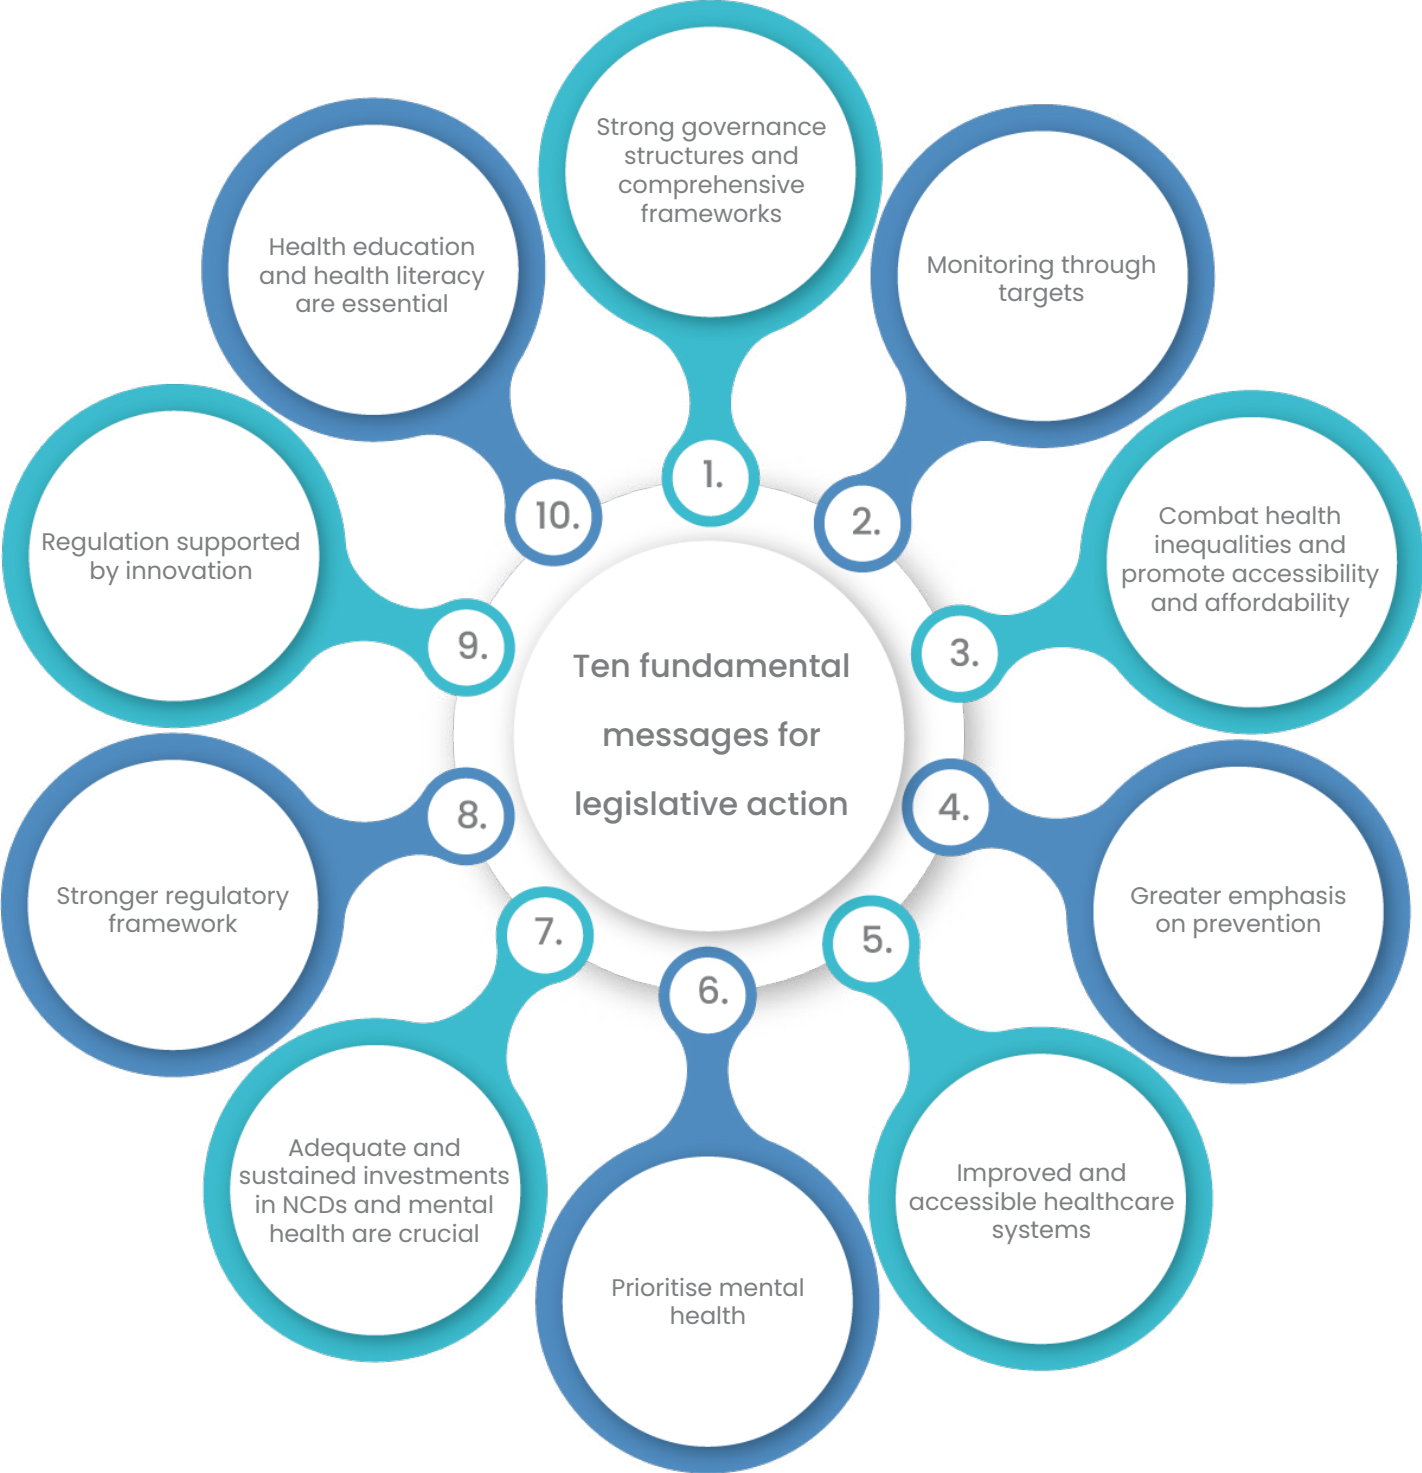 Ten fundamental
messages for
legislative action
1.
Strong governance
structures and
comprehensive
frameworks
2.
Monitoring through
targets
3.
Combat health
inequalities and
promote accessibility
and affordability
4.
Greater emphasis
on prevention
5.
Improved and
accessible healthcare
systems
6.
Prioritise mental
health
7.
Adequate and
sustained investments
in NCDs and mental
health are crucial
8.
Stronger regulatory
framework
9.
Regulation supported
by innovation
10.
Health education
and health literacy
are essential